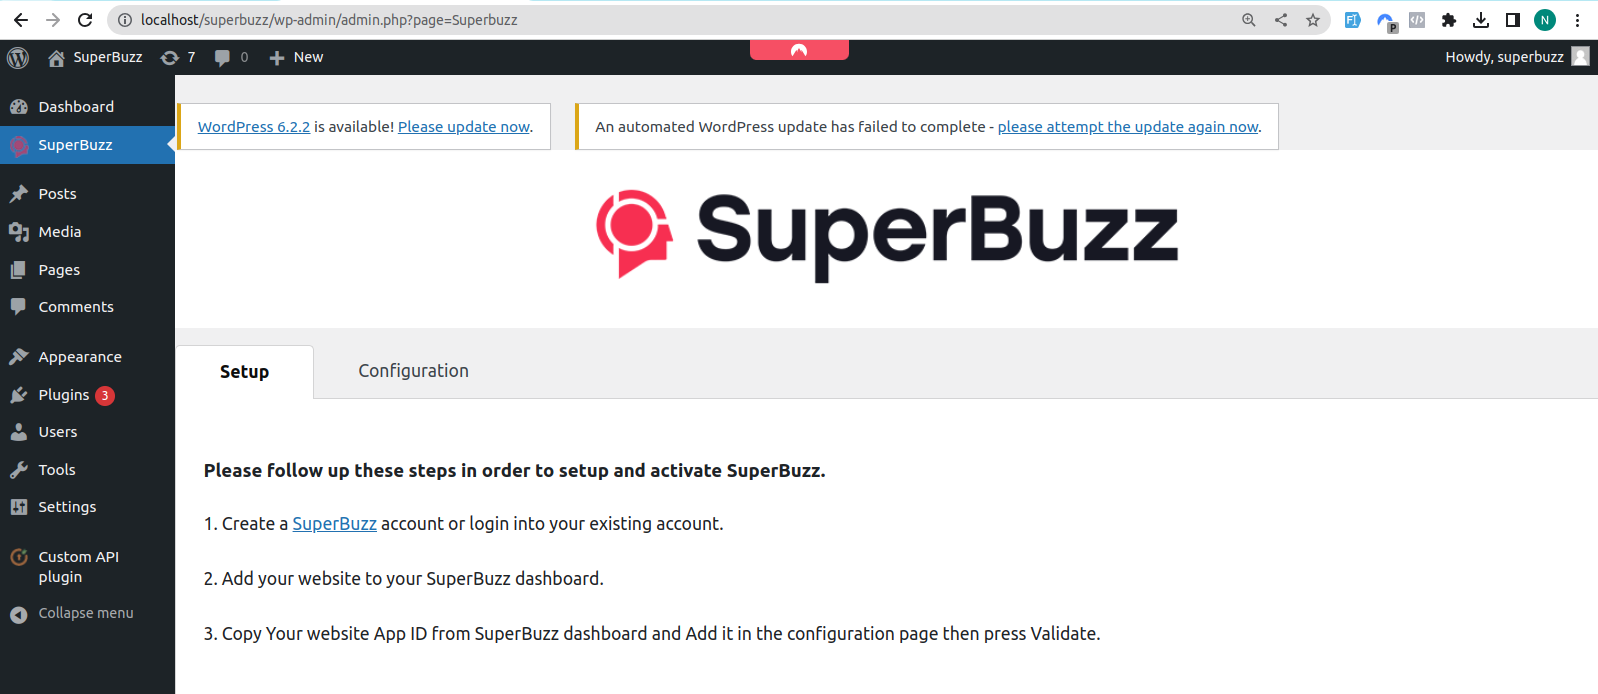 localhost/superbuzz/wp-admin/admin.php?page=Superbuzz
N
P
SuperBuzz 7 0 New
Howdy, superbuzz
Dashboard
SuperBuzz
Posts
Media
Pages
Comments
Appearance
Plugins 3
Users
Tools
Settings
Custom API
plugin
Collapse menu
WordPress 6.2.2 is available! Please update now.
An automated WordPress update has failed to complete - please attempt the update again now.
SuperBuzz
Setup Configuration
Please follow up these steps in order to setup and activate SuperBuzz.
1. Create a SuperBuzz account or login into your existing account.
2. Add your website to your SuperBuzz dashboard.
3. Copy Your website App ID from SuperBuzz dashboard and Add it in the configuration page then press Validate.